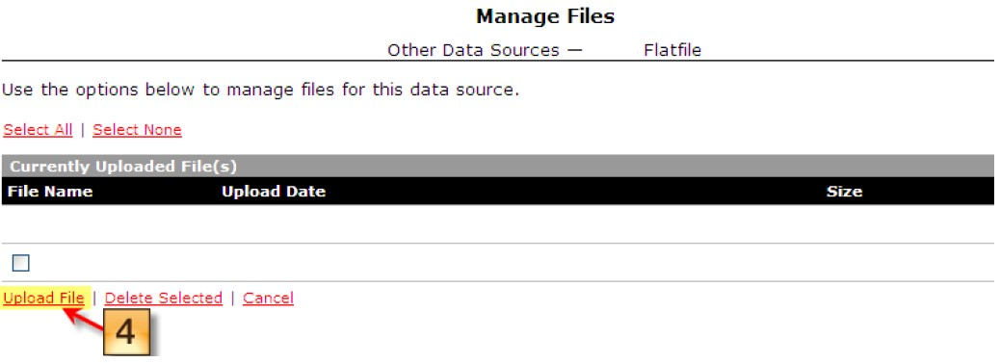 Manage Files
Other Data Sources — Flatfile
Use the options below to manage files for this data source.
Select All | Select None
Currently Uploaded File(s)
File Name Upload Date Size
Upload File | Delete Selected | Cancel
4